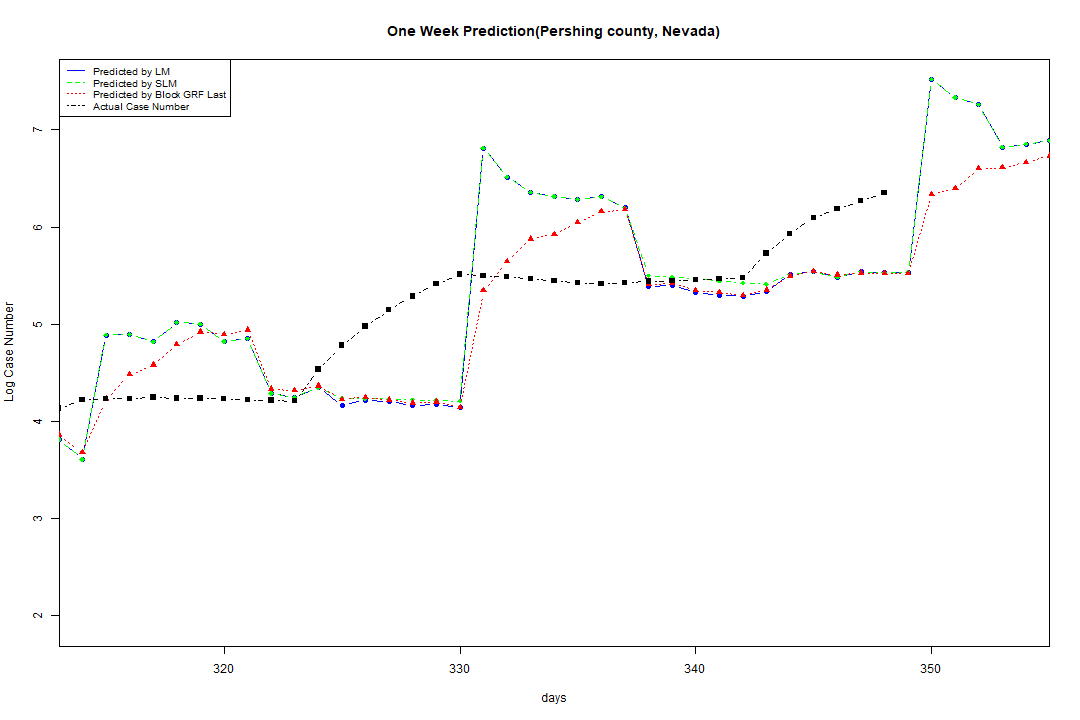 One Week Prediction(Pershing county, Nevada)
Predicted by LM
Predicted by SLM
Predicted by Block GRF Last
Actual Case Number
7
6
5
4
3
2
Log Case Number
320 330 340 350
days